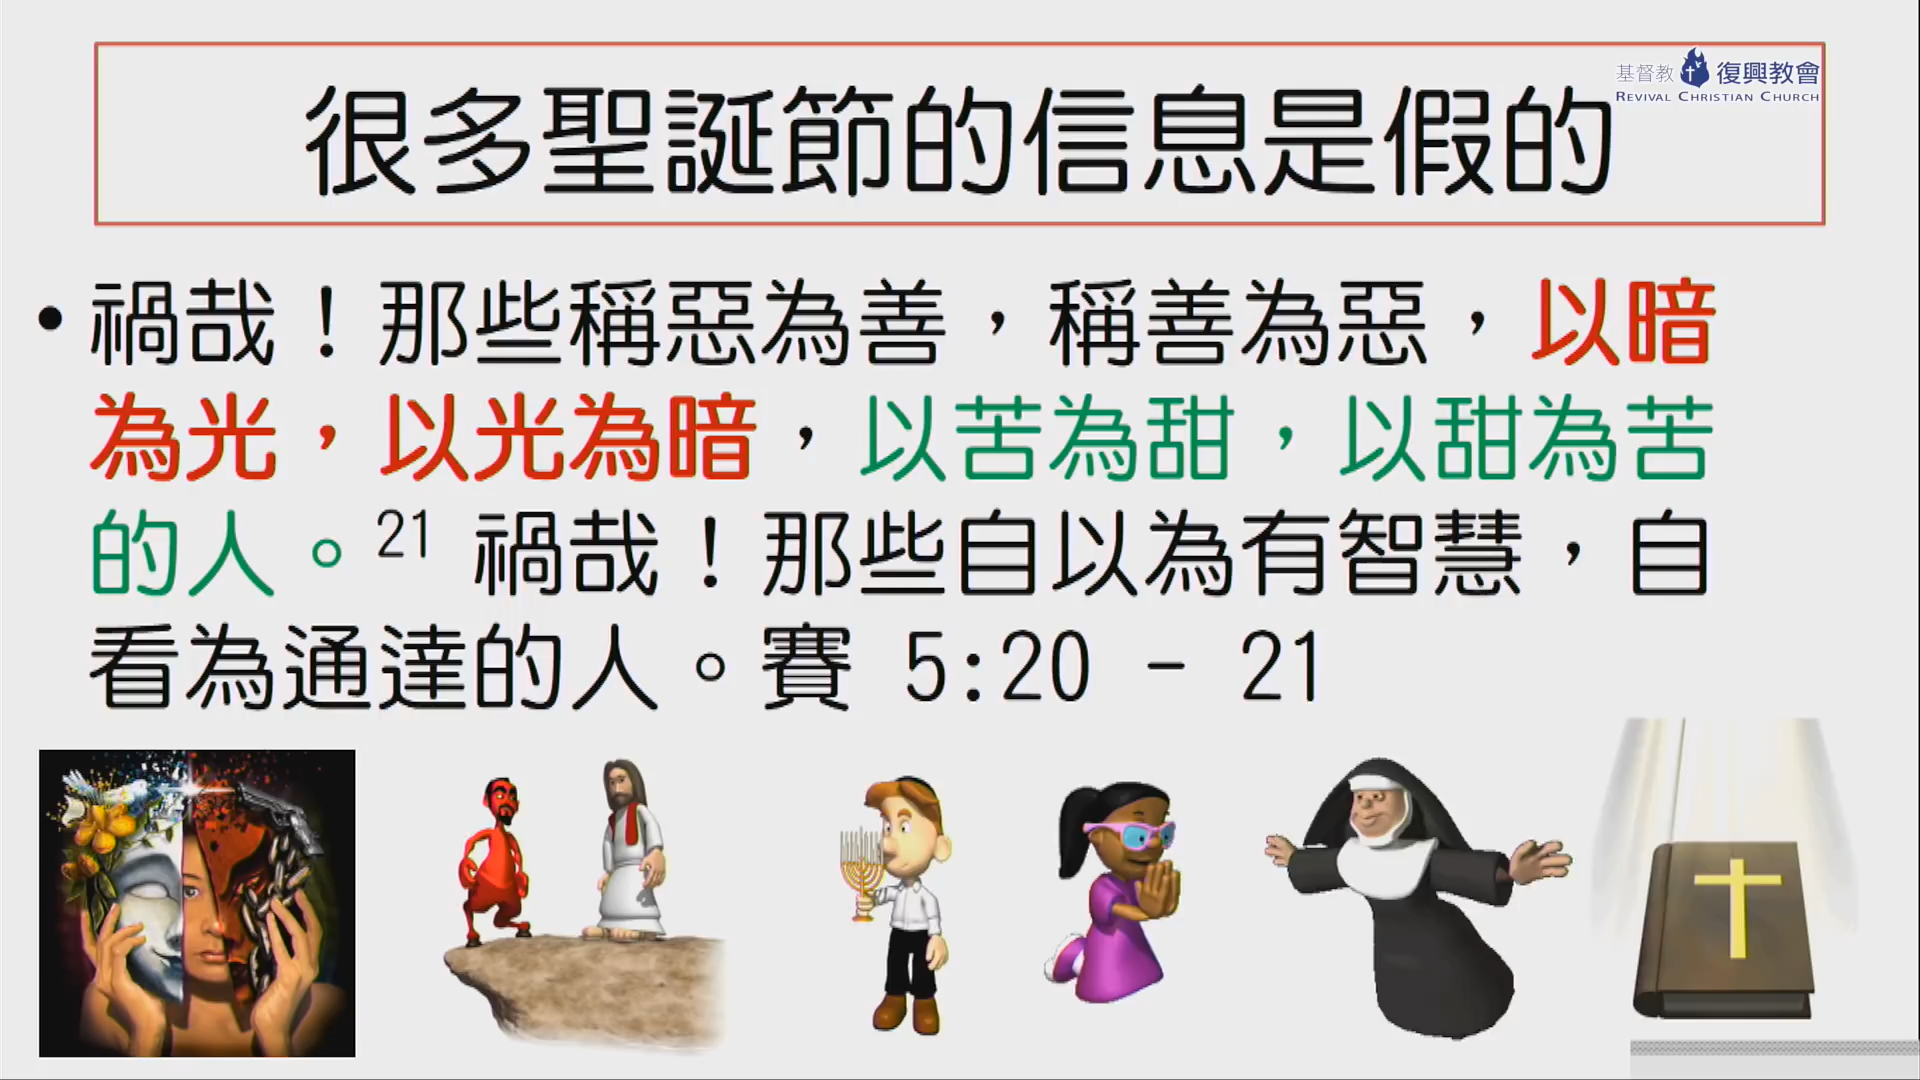 基督教 復興教會
REVIVAL CHRISTIAN CHURCH
很多聖誕節的信息是假的
• 禍哉！那些稱惡為善，稱善為惡，以暗
為光，以光為暗，以苦為甜，以甜為苦
的人。21 禍哉！那些自以為有智慧，自
看為通達的人。賽 5:20 - 21